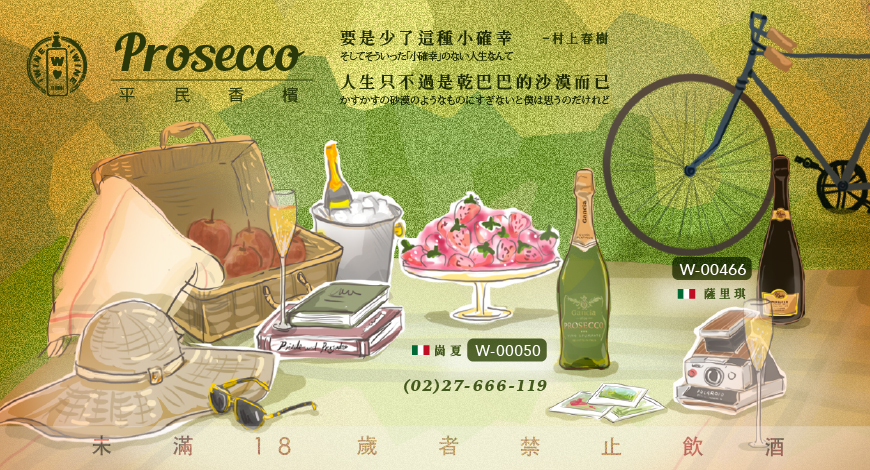 WINE WINE
W
Prosecco
平民香檳
要是少了這種小確幸 －村上春樹
そしてそういった「小確幸」のない人生なんて
人生只不過是乾巴巴的沙漠而已
かすかすの砂漠のようなものにすぎないと僕は思うのだけれど
Gancia
PROSECCO
W-00466
薩里琪
崗夏 W-00050
(02)27-666-119
未滿18歲者禁止飲酒